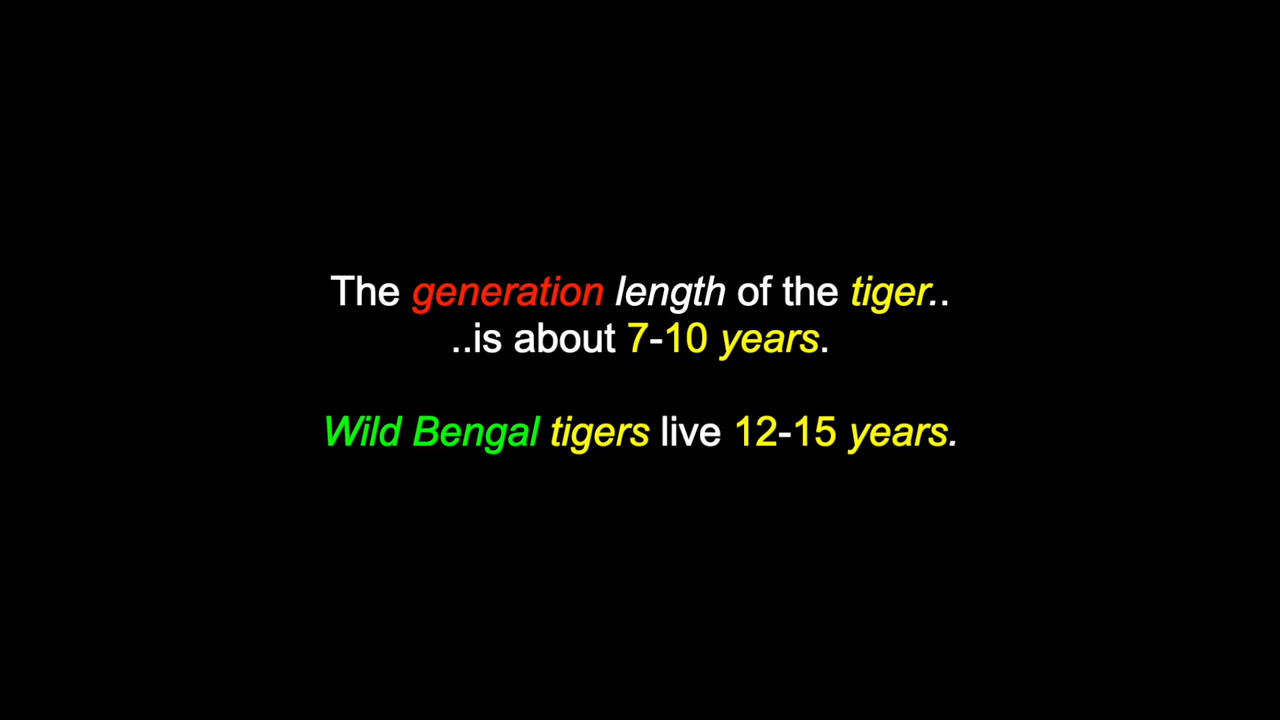 The generation length of the tiger..
..is about 7-10 years.
Wild Bengal tigers live 12-15 years.